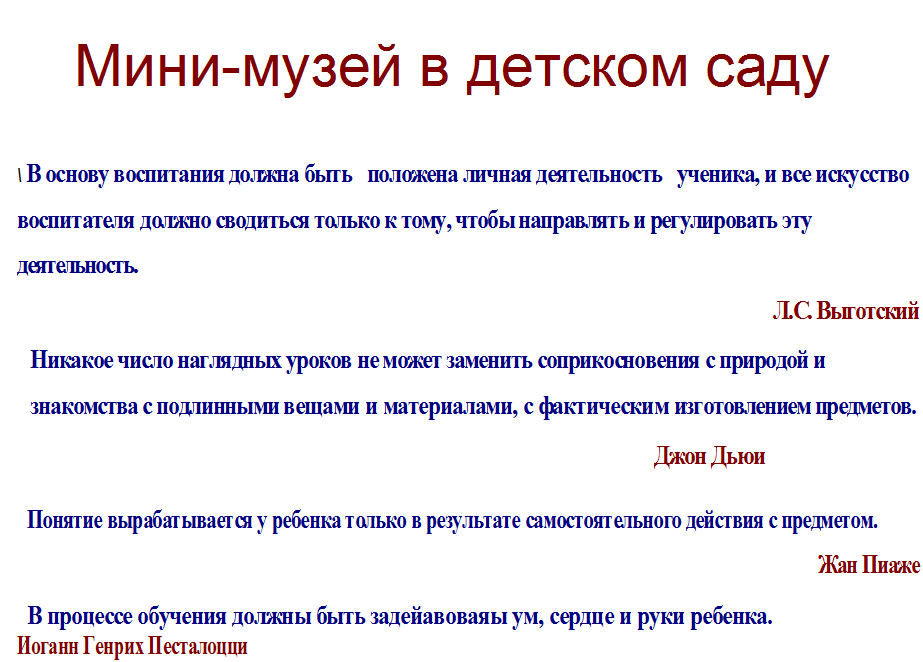 Мини-музей в детском саду
\ В основу воспитания должна быть положена личная деятельность ученика, и все искусство
воспитателя должно сводиться только к тому, чтобы направлять и регулировать эту
деятельность.
Л.С. Выготский
Никакое число наглядных уроков не может заменить соприкосновения с природой и
знакомства с подлинными вещами и материалами, с фактическим изготовлением предметов.
Джон Дьюи
Понятие вырабатывается у ребенка только в результате самостоятельного действия с предметом.
Жан Пиаже
В процессе обучения должны быть задейавоваяы ум, сердце и руки ребенка.
Иоганн Генрих Песталоцци